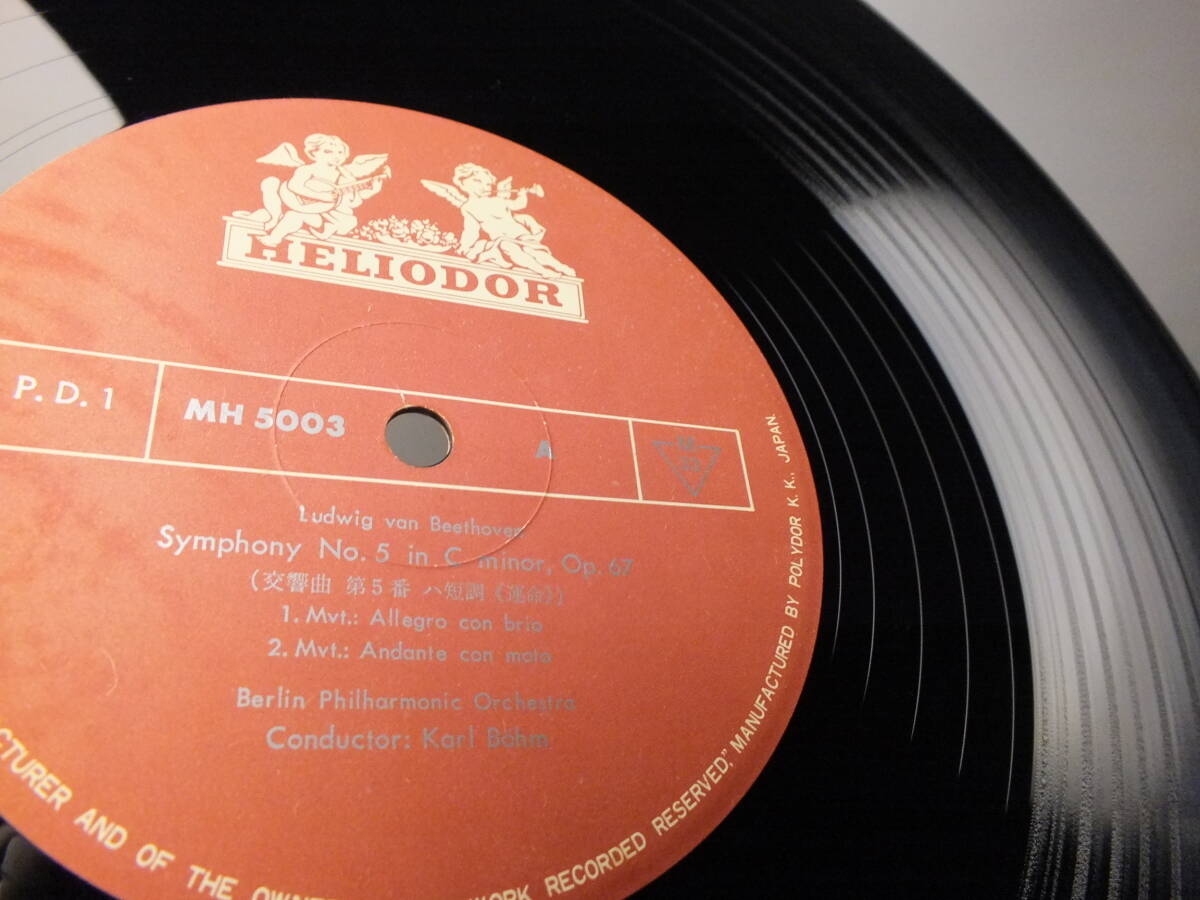 HELIODOR
P. D. 1
MH 5003
A
Ludwig van Beethoven
Symphony No. 5 in C minor, Op. 67
(交響曲 第5番 ハ短調《運命》)
1. Mvt.: Allegro con brio
2. Mvt.: Andante con moto
Berlin Philharmonic Orchestra
Conductor: Karl Böhm
AND OF THE WORK RECORDED RESERVED," MANUFACTURED BY POLYDOR K. K., JAPAN.